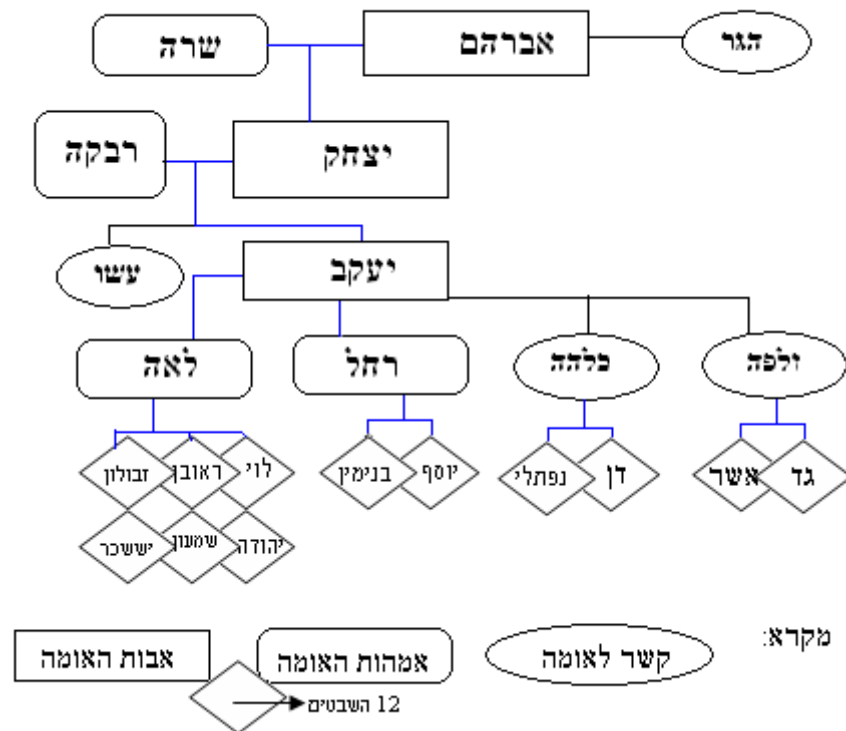 הגר
אברהם
שרה
יצחק
רבקה
עשו
יעקב
זלפה
בלהה
רחל
לאה
גד
אשר
דן
נפתלי
יוסף
בנימין
לוי
ראובן
זבולון
יהודה
שמעון
יששכר
מקרא:
קשר לאומה
אמהות האומה
אבות האומה
12 השבטים